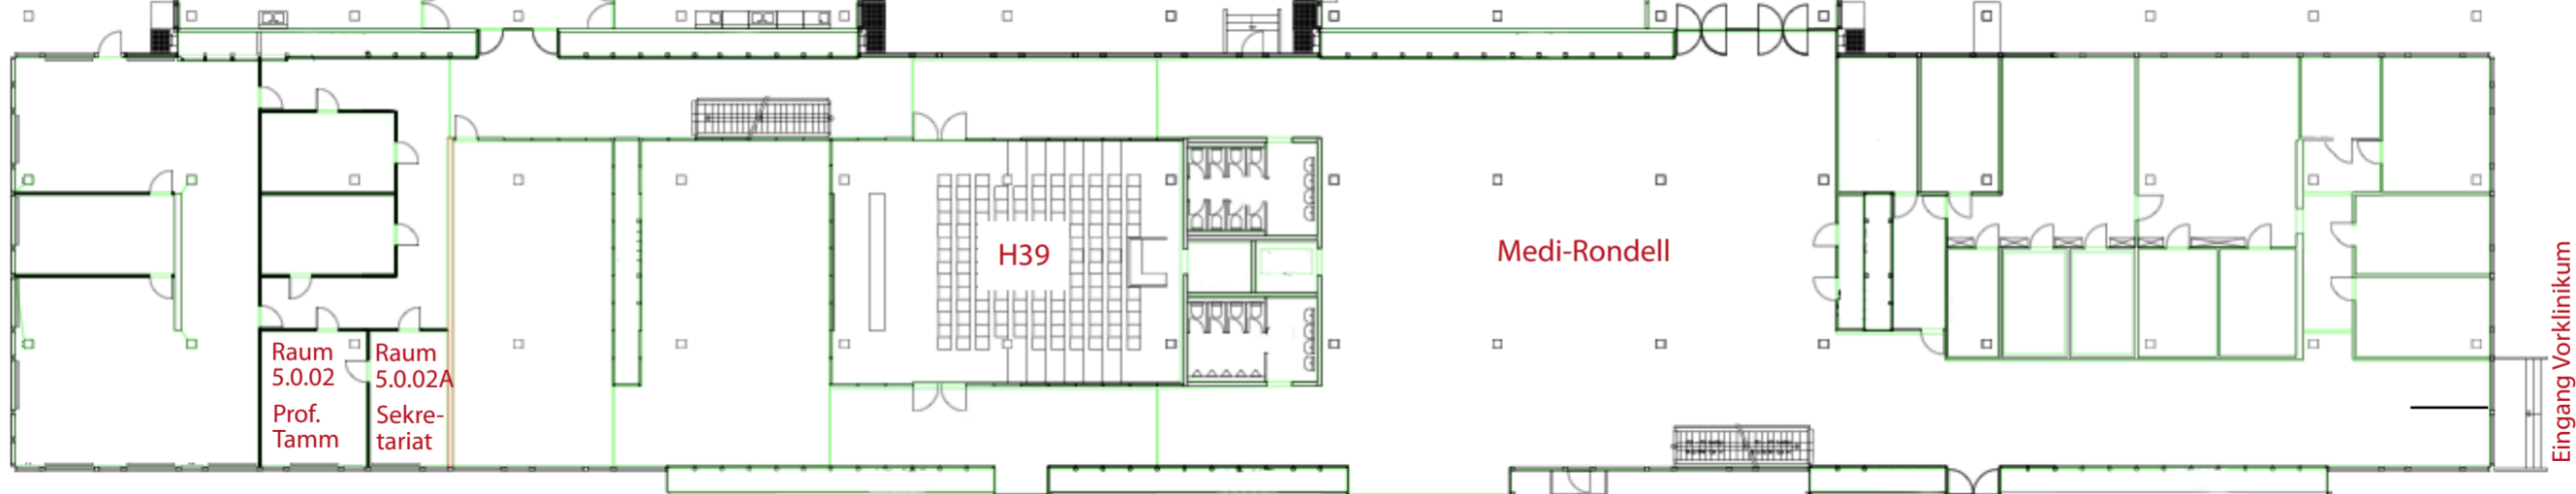 Raum
5.0.02
Prof.
Tamm
Raum
5.0.02A
Sekre-
tariat
H39
Medi-Rondell
Eingang Vorklinikum